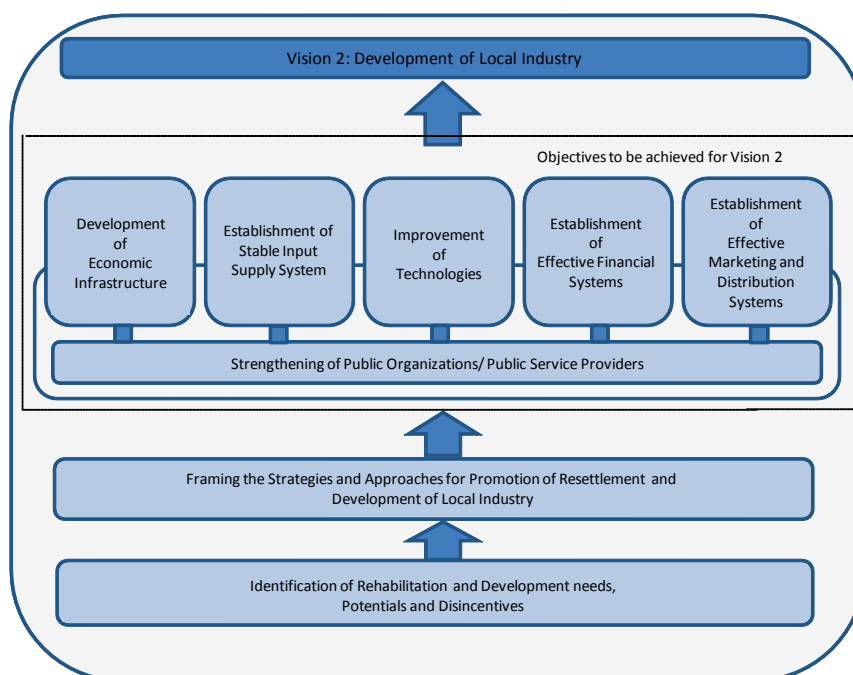 Vision 2: Development of Local Industry
Objectives to be achieved for Vision 2
Development
of
Economic
Infrastructure
Establishment of
Stable Input
Supply System
Improvement
of
Technologies
Establishment
of
Effective Financial
Systems
Establishment
of
Effective
Marketing and
Distribution
Systems
Strengthening of Public Organizations/ Public Service Providers
Framing the Strategies and Approaches for Promotion of Resettlement and
Development of Local Industry
Identification of Rehabilitation and Development needs,
Potentials and Disincentives